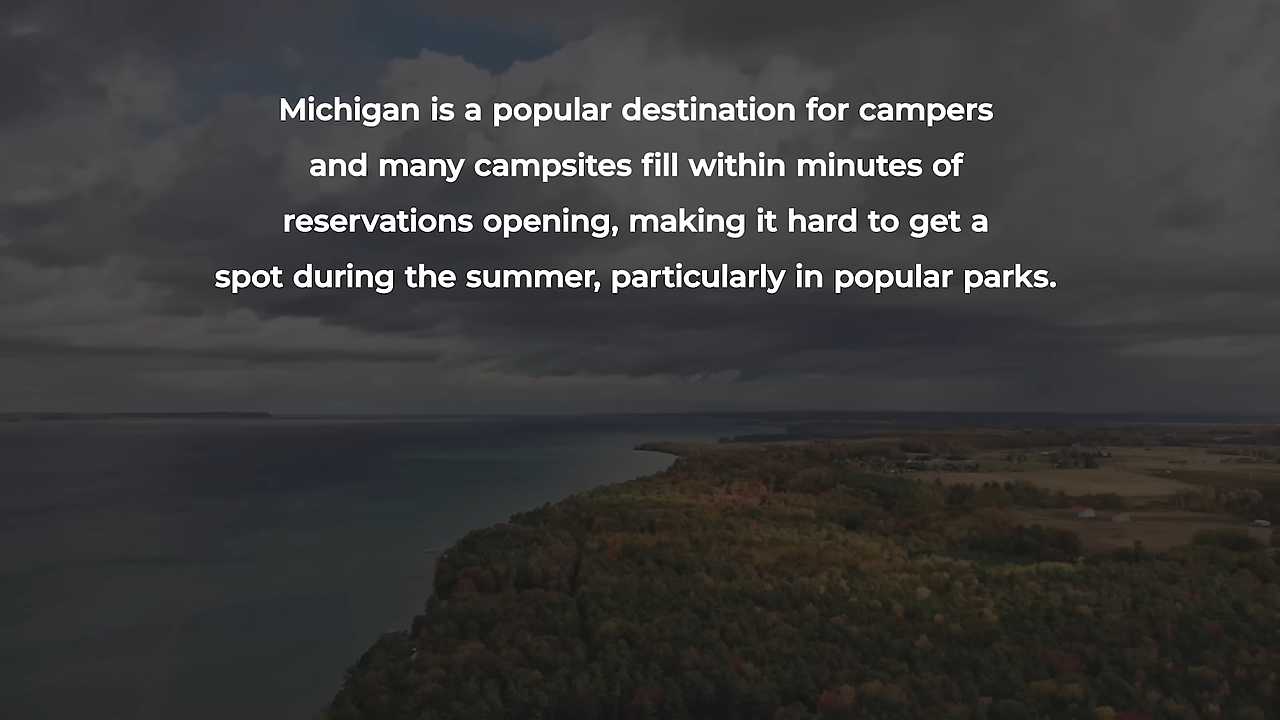 Michigan is a popular destination for campers
and many campsites fill within minutes of
reservations opening, making it hard to get a
spot during the summer, particularly in popular parks.